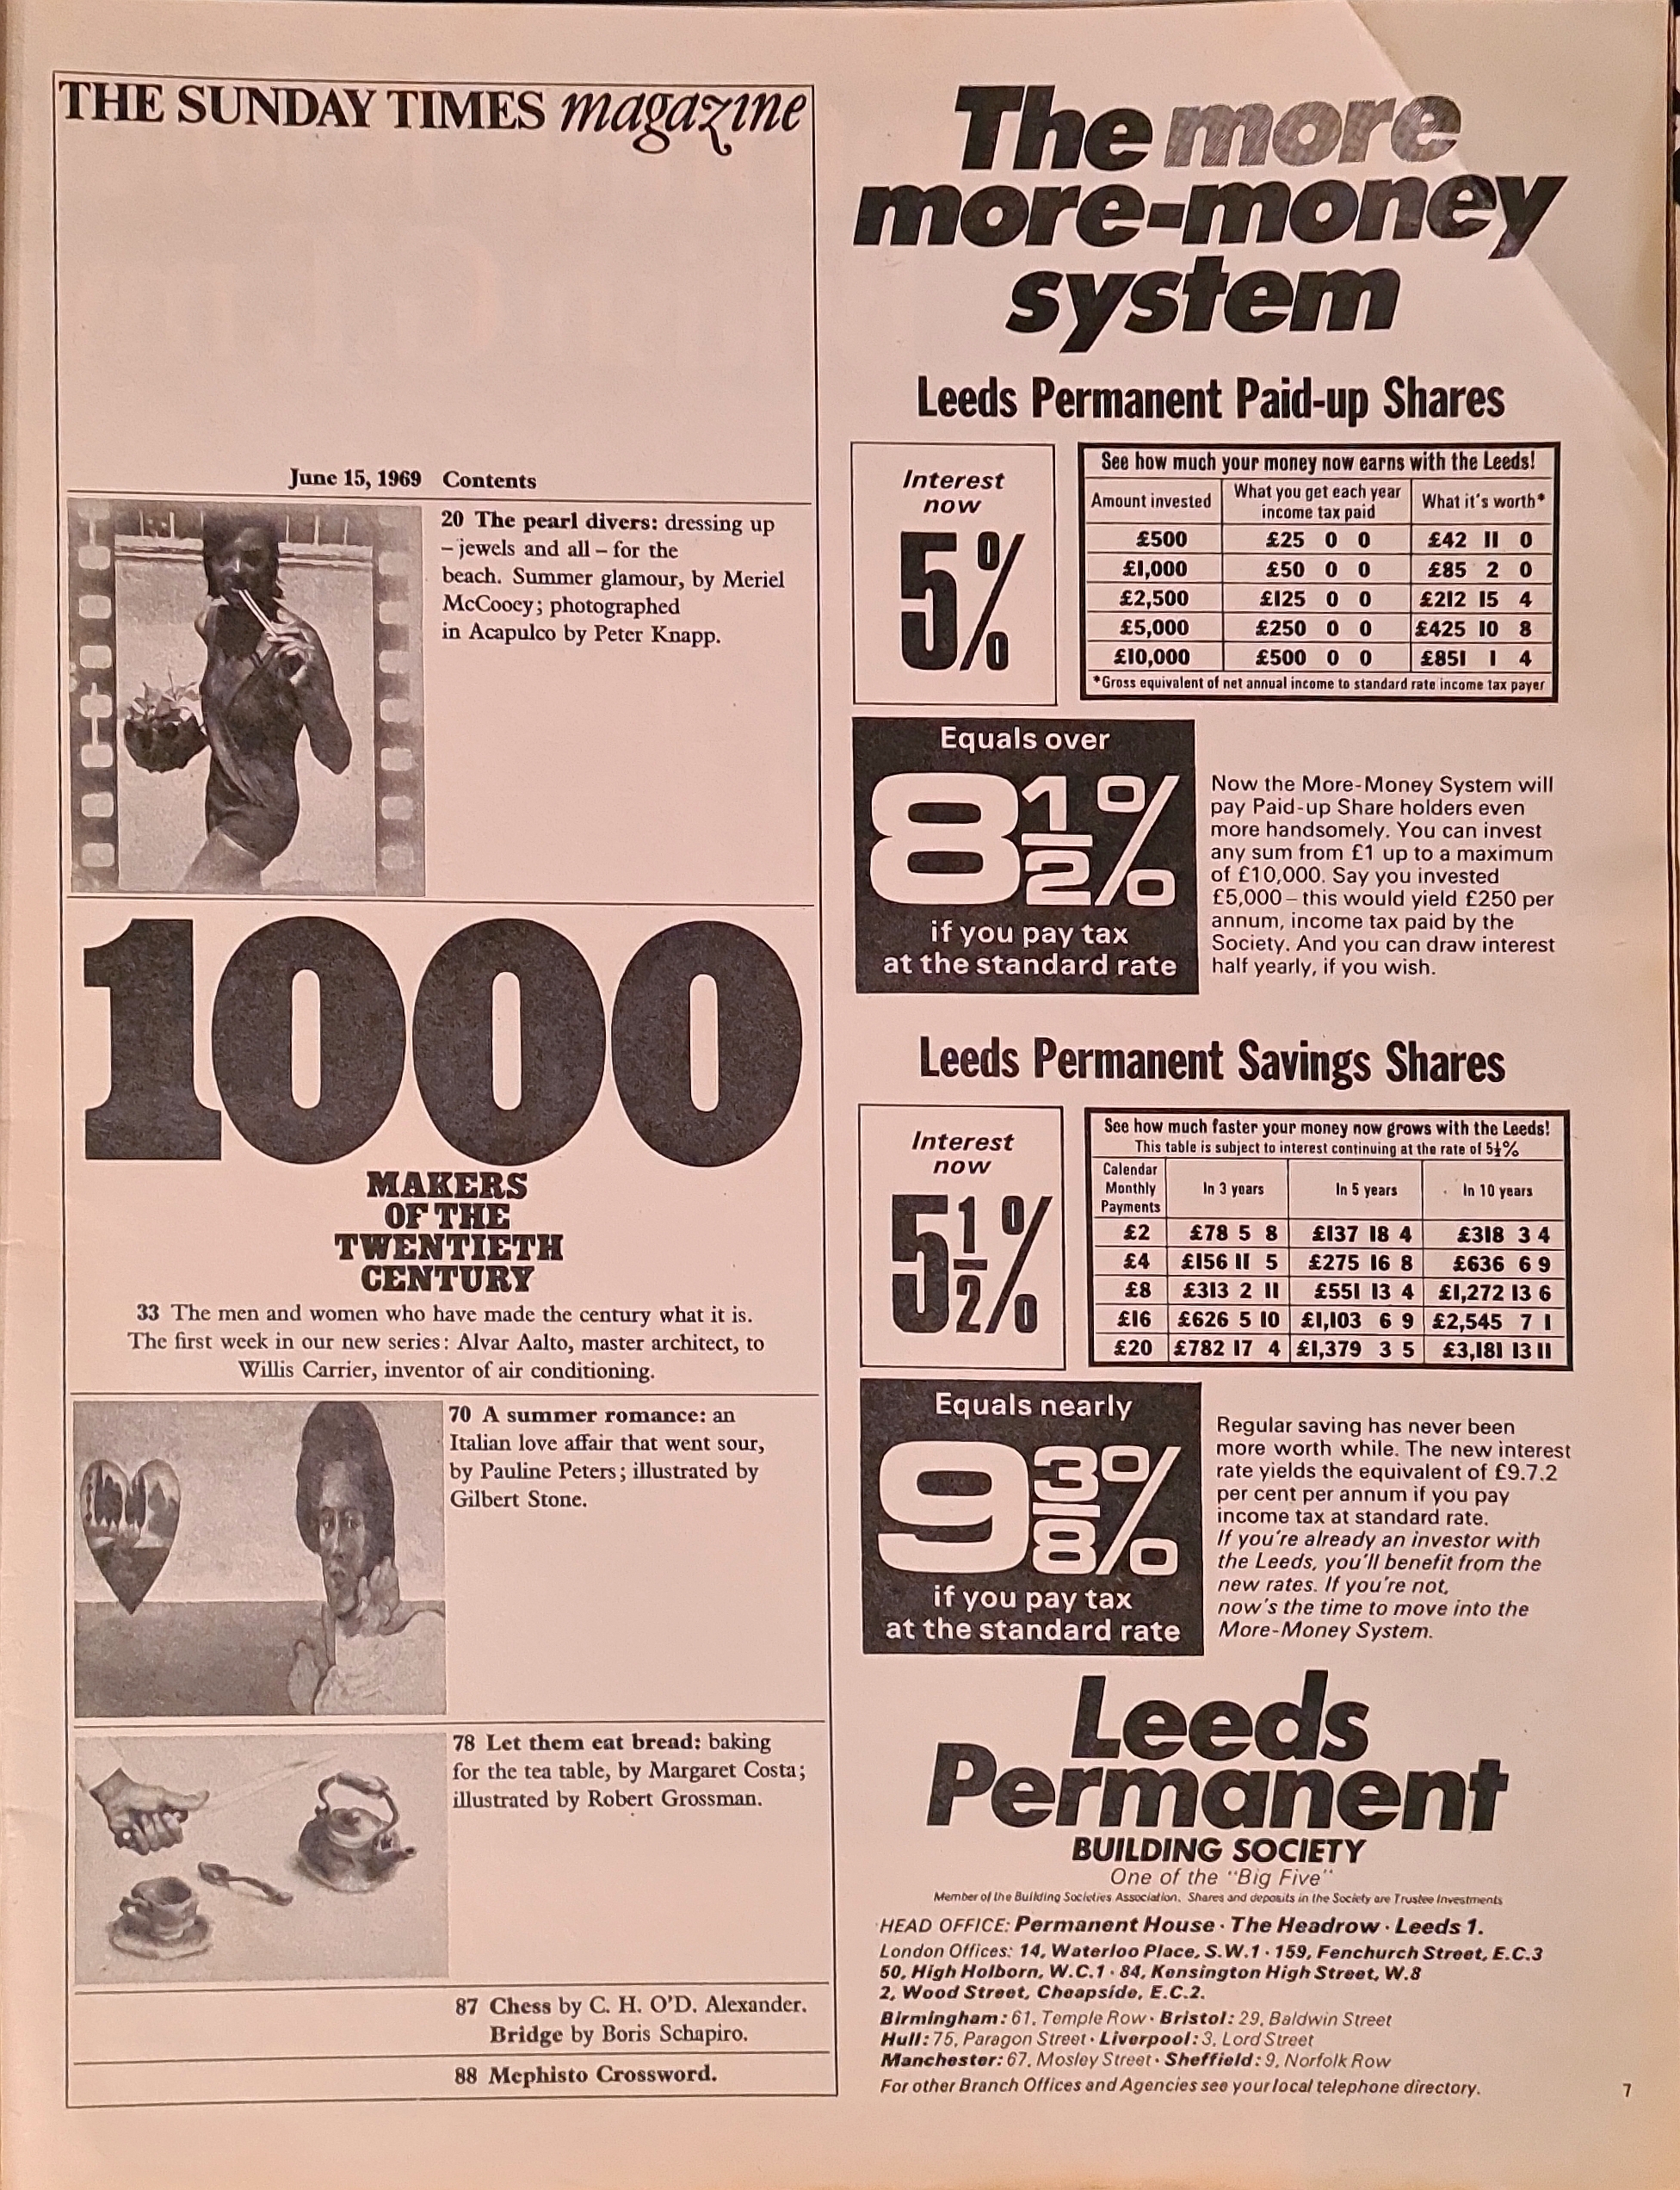 THE SUNDAY TIMES magazine
June 15, 1969 Contents
20 The pearl divers: dressing up
– jewels and all – for the
beach. Summer glamour, by Meriel
McCooey; photographed
in Acapulco by Peter Knapp.
1000
MAKERS
OF THE
TWENTIETH
CENTURY
33 The men and women who have made the century what it is.
The first week in our new series: Alvar Aalto, master architect, to
Willis Carrier, inventor of air conditioning.
70 A summer romance: an
Italian love affair that went sour,
by Pauline Peters; illustrated by
Gilbert Stone.
78 Let them eat bread: baking
for the tea table, by Margaret Costa;
illustrated by Robert Grossman.
87 Chess by C. H. O'D. Alexander.
Bridge by Boris Schapiro.
88 Mephisto Crossword.
The more
more-money
system
Leeds Permanent Paid-up Shares
Interest
now
5%
See how much your money now earns with the Leeds!
Amount invested What you get each year income tax paid What it's worth*
£500 £25 0 0 £42 11 0
£1,000 £50 0 0 £85 2 0
£2,500 £125 0 0 £212 15 4
£5,000 £250 0 0 £425 10 8
£10,000 £500 0 0 £851 1 4
*Gross equivalent of net annual income to standard rate income tax payer
Equals over
8½%
if you pay tax
at the standard rate
Now the More-Money System will
pay Paid-up Share holders even
more handsomely. You can invest
any sum from £1 up to a maximum
of £10,000. Say you invested
£5,000 – this would yield £250 per
annum, income tax paid by the
Society. And you can draw interest
half yearly, if you wish.
Leeds Permanent Savings Shares
Interest
now
5½%
See how much faster your money now grows with the Leeds!
This table is subject to interest continuing at the rate of 5½%
Calendar Monthly Payments In 3 years In 5 years In 10 years
£2 £78 5 8 £137 18 4 £318 3 4
£4 £156 11 5 £275 16 8 £636 6 9
£8 £313 2 11 £551 13 4 £1,272 13 6
£16 £626 5 10 £1,103 6 9 £2,545 7 1
£20 £782 17 4 £1,379 3 5 £3,181 13 11
Equals nearly
9⅜%
if you pay tax
at the standard rate
Regular saving has never been
more worth while. The new interest
rate yields the equivalent of £9.7.2
per cent per annum if you pay
income tax at standard rate.
If you're already an investor with
the Leeds, you'll benefit from the
new rates. If you're not,
now's the time to move into the
More-Money System.
Leeds
Permanent
BUILDING SOCIETY
One of the "Big Five"
Member of the Building Societies Association. Shares and deposits in the Society are Trustee Investments
HEAD OFFICE: Permanent House · The Headrow · Leeds 1.
London Offices: 14, Waterloo Place, S.W.1 · 159, Fenchurch Street, E.C.3
50, High Holborn, W.C.1 · 84, Kensington High Street, W.8
2, Wood Street, Cheapside, E.C.2.
Birmingham: 61, Temple Row · Bristol: 29, Baldwin Street
Hull: 75, Paragon Street · Liverpool: 3, Lord Street
Manchester: 67, Mosley Street · Sheffield: 9, Norfolk Row
For other Branch Offices and Agencies see your local telephone directory.
7